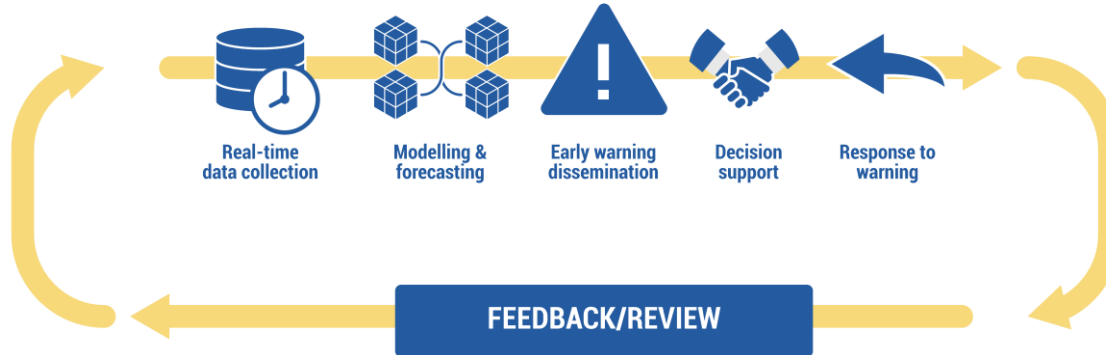 Real-time
data collection
Modelling &
forecasting
Early warning
dissemination
Decision
support
Response to
warning
FEEDBACK/REVIEW